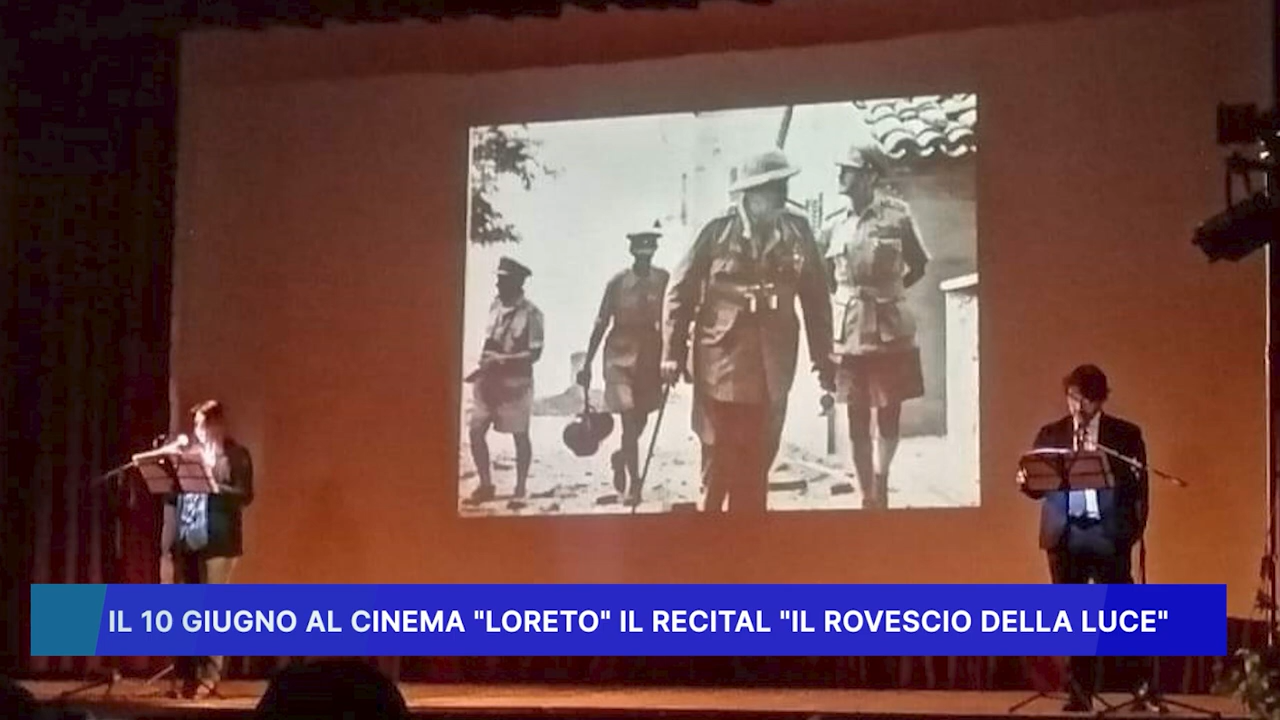 IL 10 GIUGNO AL CINEMA "LORETO" IL RECITAL "IL ROVESCIO DELLA LUCE"